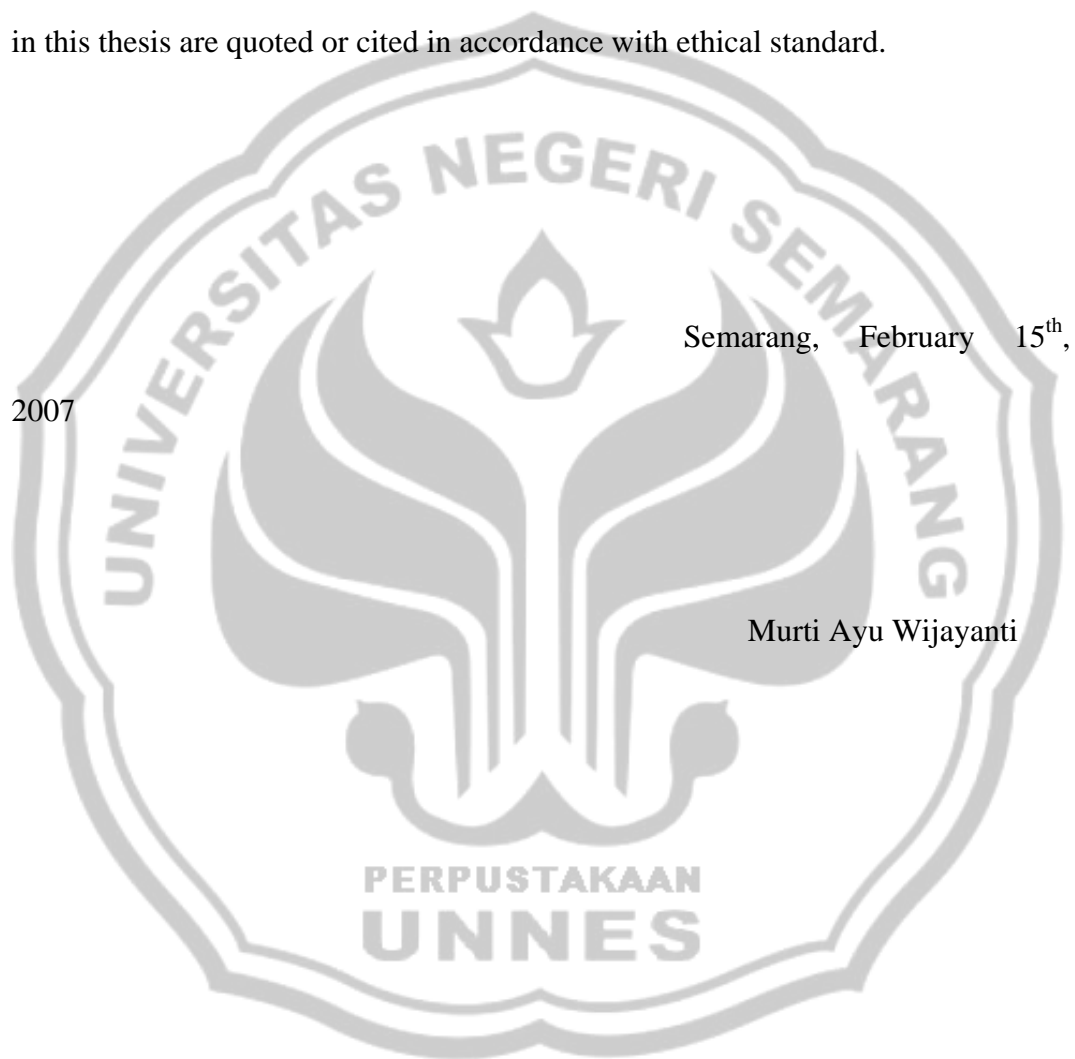 in this thesis are quoted or cited in accordance with ethical standard.
UNIVERSITAS NEGERI SEMARANG
Semarang, February 15th,
2007
Murti Ayu Wijayanti
PERPUSTAKAAN
UNNES